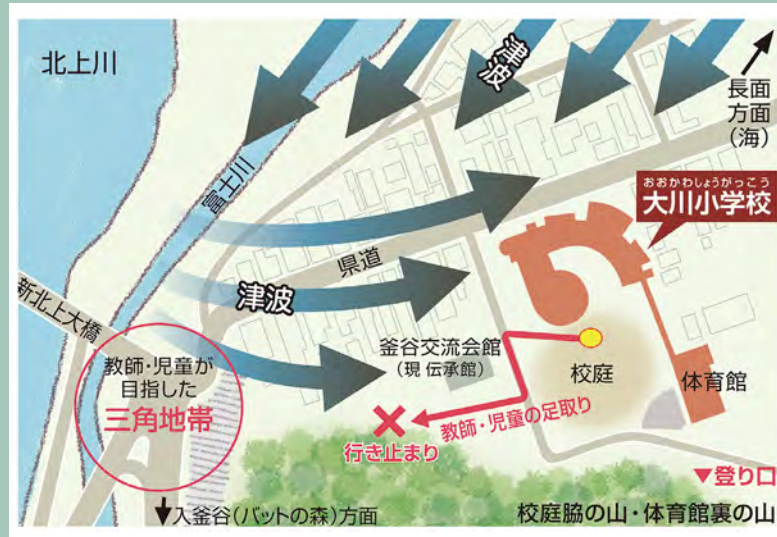 北上川
津波
長面
方面
(海)
富士川
おおかわしょうがっこう
大川小学校
県道
新北上大橋
津波
教師・児童が
目指した
三角地帯
釜谷交流会館
(現 伝承館)
校庭
体育館
教師・児童の足取り
行き止まり
▼登り口
入釜谷(バットの森)方面
校庭脇の山・体育館裏の山